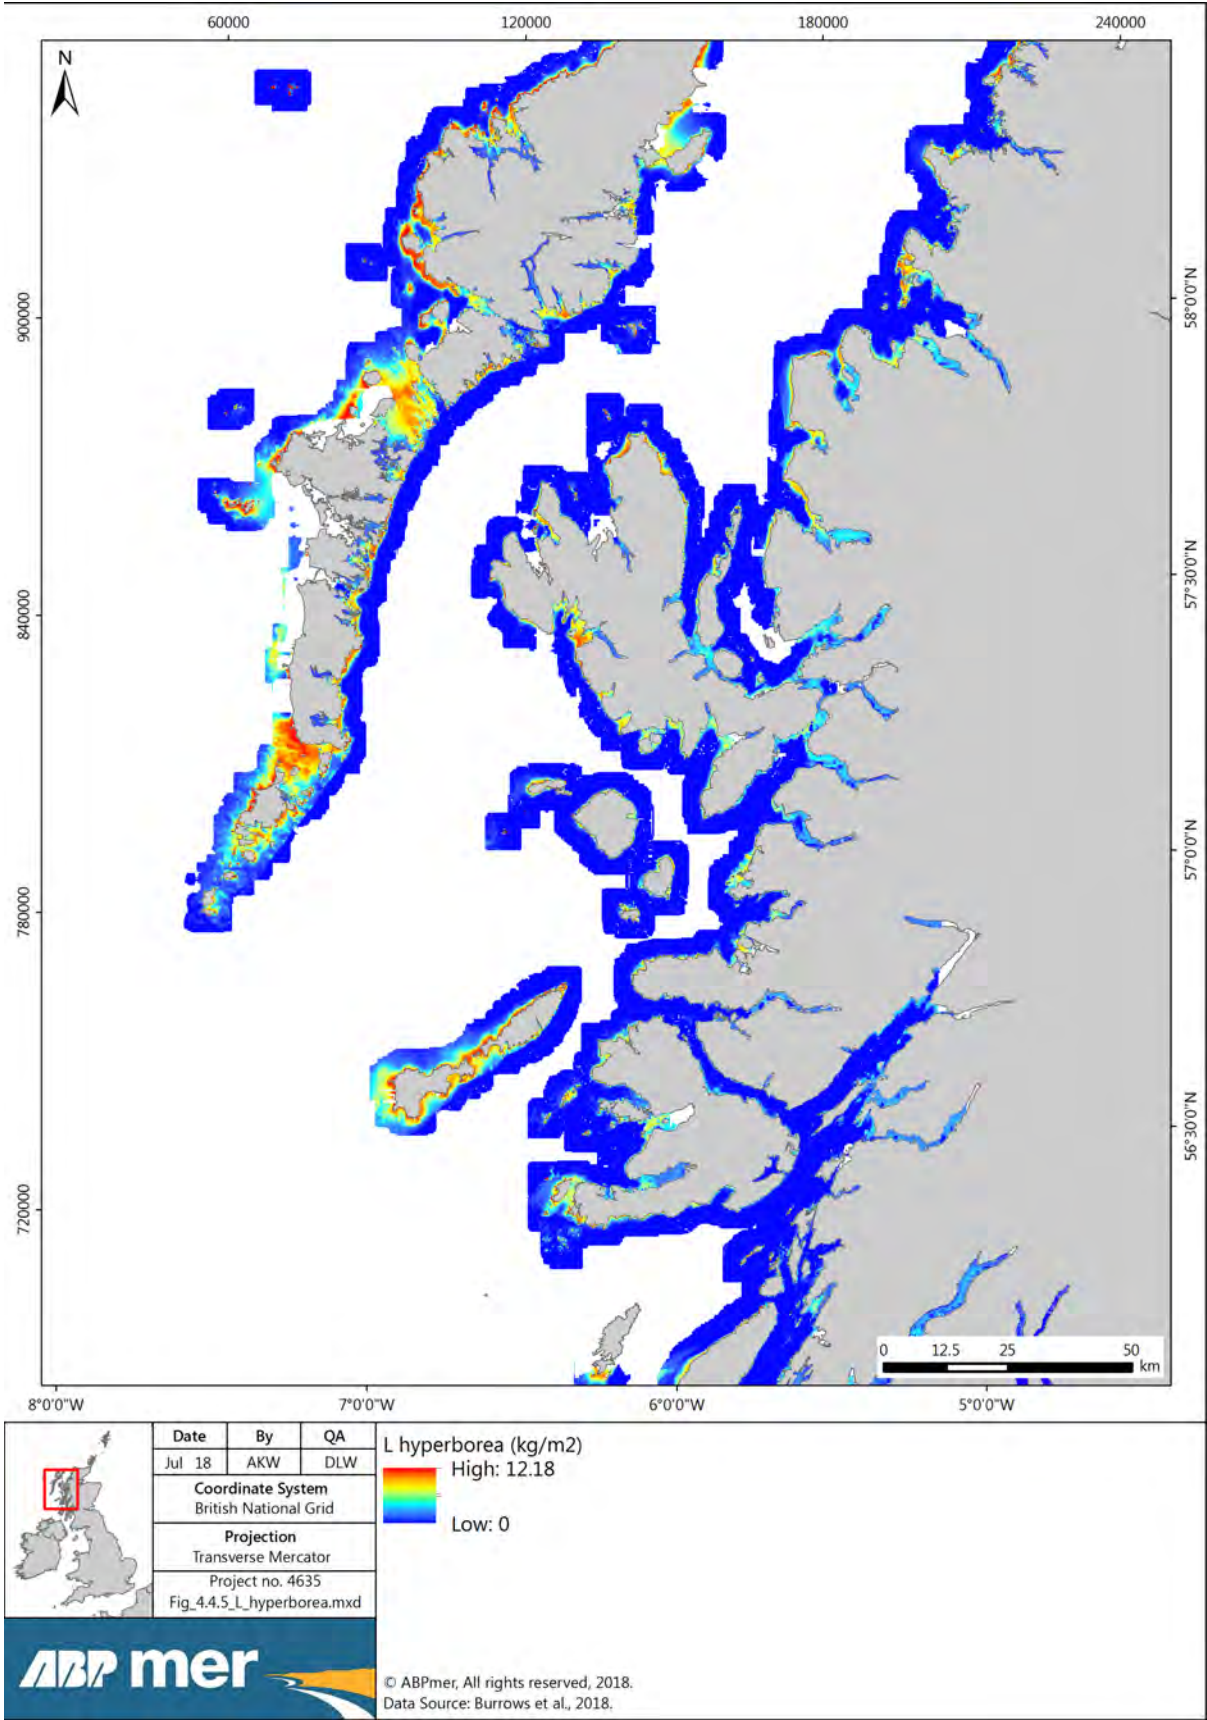 60000 120000 180000 240000
N
900000
840000
780000
720000
58°0'0"N
57°30'0"N
57°0'0"N
56°30'0"N
0 12.5 25 50
km
8°0'0"W 7°0'0"W 6°0'0"W 5°0'0"W
Date By QA
Jul 18 AKW DLW
Coordinate System
British National Grid
Projection
Transverse Mercator
Project no. 4635
Fig_4.4.5_L_hyperborea.mxd
ABP mer
L hyperborea (kg/m2)
High: 12.18
Low: 0
© ABPmer, All rights reserved, 2018.
Data Source: Burrows et al., 2018.